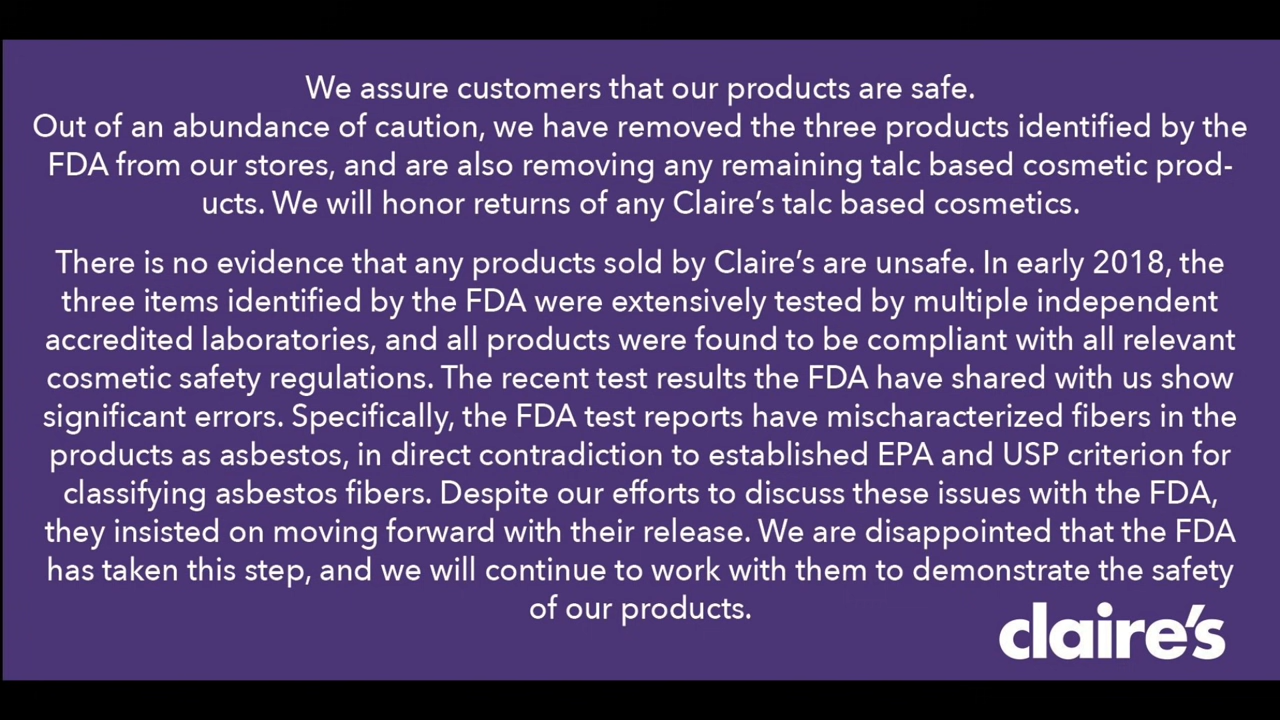 We assure customers that our products are safe.
Out of an abundance of caution, we have removed the three products identified by the
FDA from our stores, and are also removing any remaining talc based cosmetic prod-
ucts. We will honor returns of any Claire’s talc based cosmetics.
There is no evidence that any products sold by Claire’s are unsafe. In early 2018, the
three items identified by the FDA were extensively tested by multiple independent
accredited laboratories, and all products were found to be compliant with all relevant
cosmetic safety regulations. The recent test results the FDA have shared with us show
significant errors. Specifically, the FDA test reports have mischaracterized fibers in the
products as asbestos, in direct contradiction to established EPA and USP criterion for
classifying asbestos fibers. Despite our efforts to discuss these issues with the FDA,
they insisted on moving forward with their release. We are disappointed that the FDA
has taken this step, and we will continue to work with them to demonstrate the safety
of our products.
claire’s